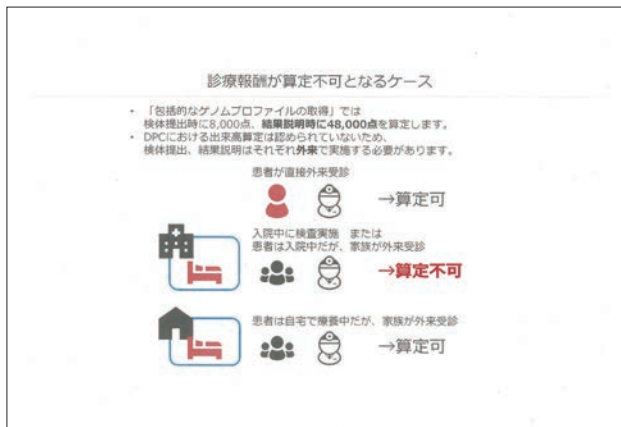 診療報酬が算定不可となるケース
・ 「包括的なゲノムプロファイルの取得」では
検体提出時に8,000点、結果説明時に48,000点を算定します。
・ DPCにおける出来高算定は認められていないため、
検体提出、結果説明はそれぞれ外来で実施する必要があります。
患者が直接外来受診
→算定可
入院中に検査実施 または
患者は入院中だが、家族が外来受診
→算定不可
患者は自宅で療養中だが、家族が外来受診
→算定可